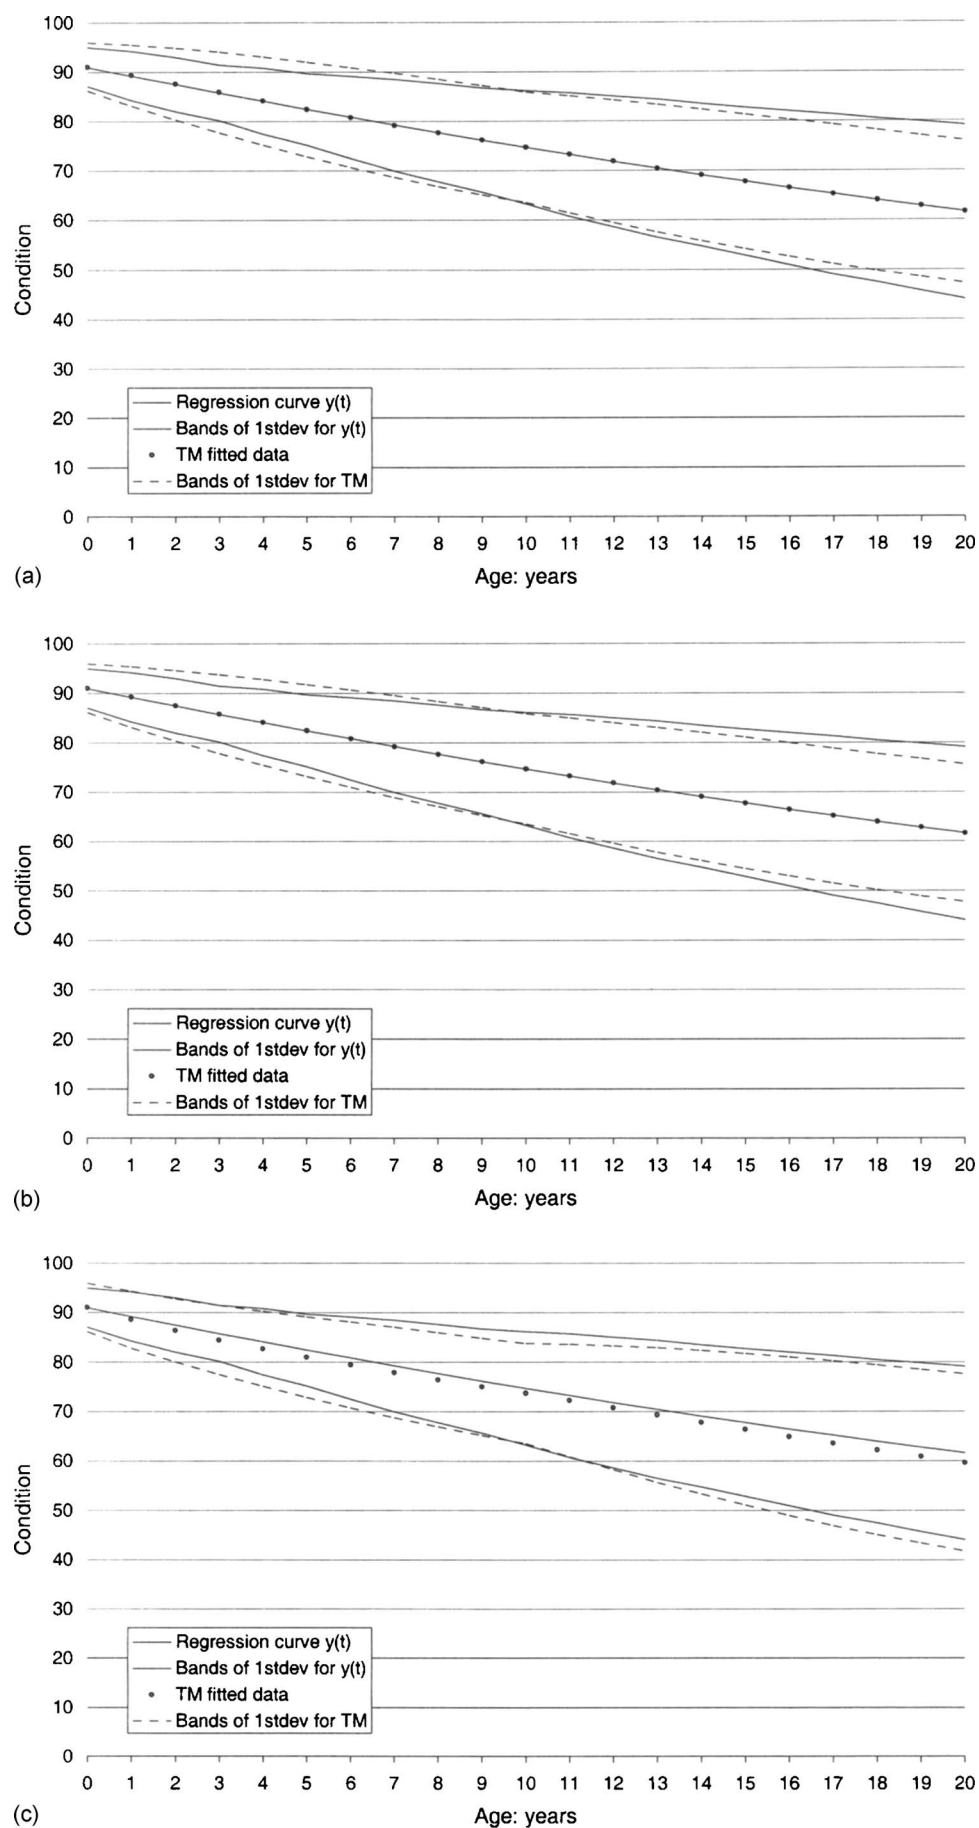 100
90
80
70
60
50
40
30
20
10
0
Condition
Regression curve y(t)
Bands of 1stdev for y(t)
TM fitted data
Bands of 1stdev for TM
0 1 2 3 4 5 6 7 8 9 10 11 12 13 14 15 16 17 18 19 20
(a)
Age: years
100
90
80
70
60
50
40
30
20
10
0
Condition
Regression curve y(t)
Bands of 1stdev for y(t)
TM fitted data
Bands of 1stdev for TM
0 1 2 3 4 5 6 7 8 9 10 11 12 13 14 15 16 17 18 19 20
(b)
Age: years
100
90
80
70
60
50
40
30
20
10
0
Condition
Regression curve y(t)
Bands of 1stdev for y(t)
TM fitted data
Bands of 1stdev for TM
0 1 2 3 4 5 6 7 8 9 10 11 12 13 14 15 16 17 18 19 20
(c)
Age: years